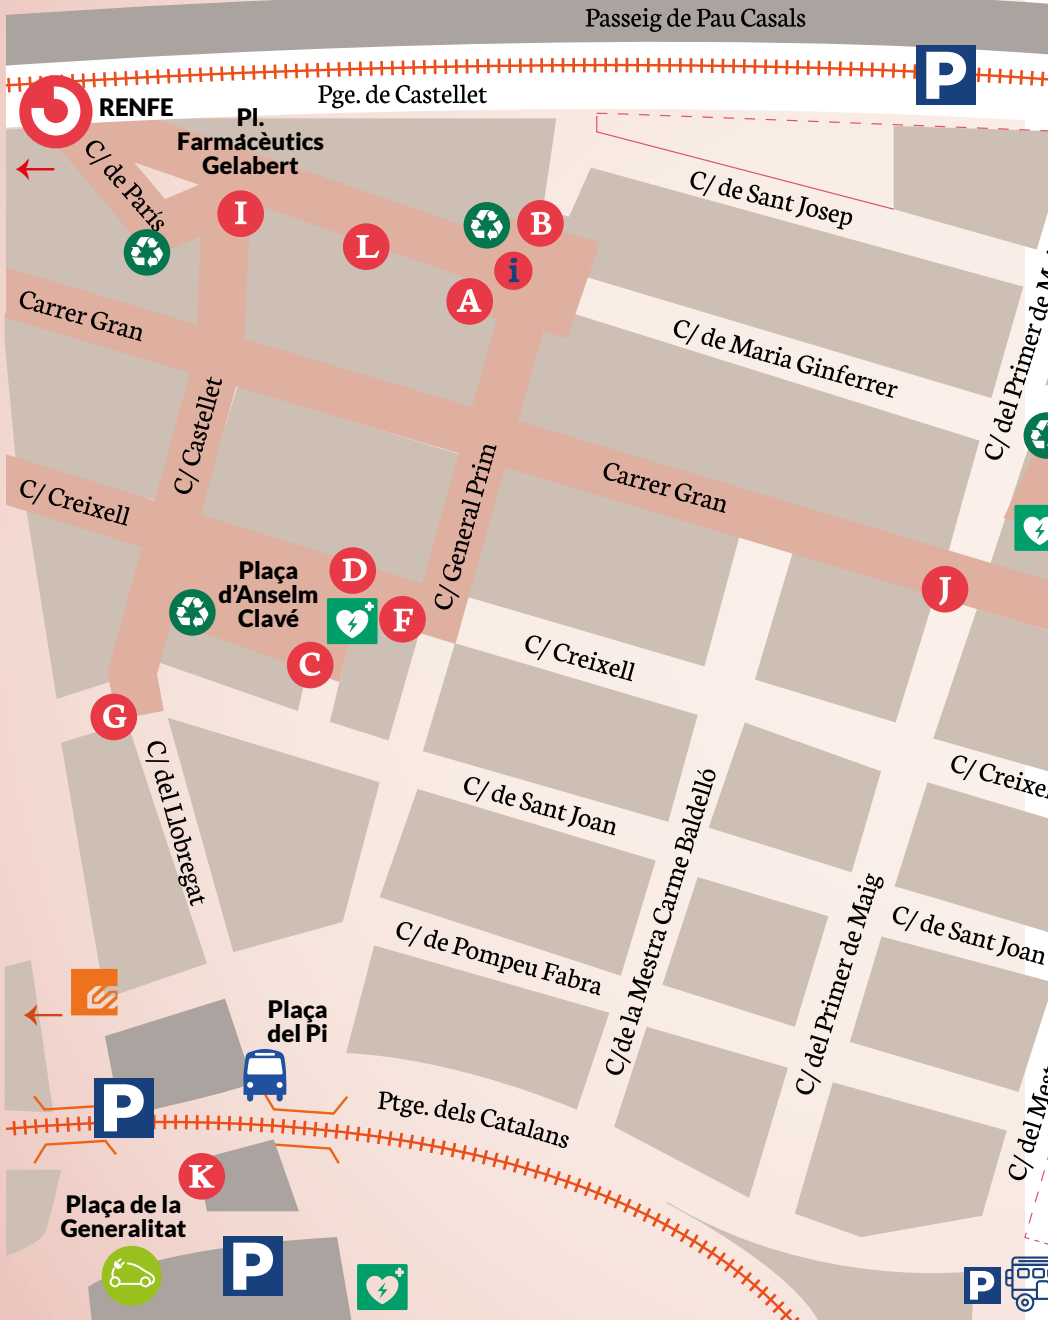 Passeig de Pau Casals
P
Pge. de Castellet
RENFE
Pl.
Farmacèutics
Gelabert
C/ de París
C/ de Sant Josep
I
L
B
i
A
Carrer Gran
C/ de Maria Ginferrer
C/ del Primer de M
C/ Castellet
C/ General Prim
Carrer Gran
C/ Creixell
Plaça
d'Anselm
Clavé
D
F
J
C
C/ Creixell
G
C/ del Llobregat
C/ Creixel
C/ de Sant Joan
C/de la Mestra Carme Baldelló
C/ del Primer de Maig
C/ de Sant Joan
C/ de Pompeu Fabra
Plaça
del Pi
P
Ptge. dels Catalans
C/ del Mest
K
Plaça de la
Generalitat
P
P